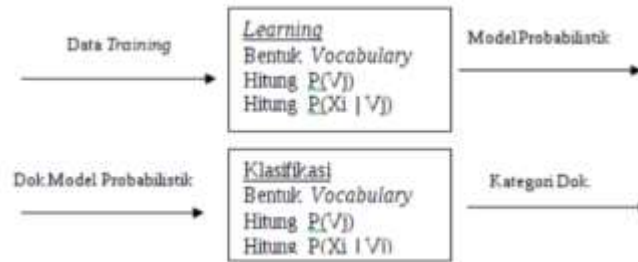 Data Training
Learning
Bentuk Vocabulary
Hitung P(Vj)
Hitung P(Xi | Vj)
Model Probabilistik
Dok.Model Probabilistik
Klasifikasi
Bentuk Vocabulary
Hitung P(Vj)
Hitung P(Xi | Vj)
Kategori Dok.